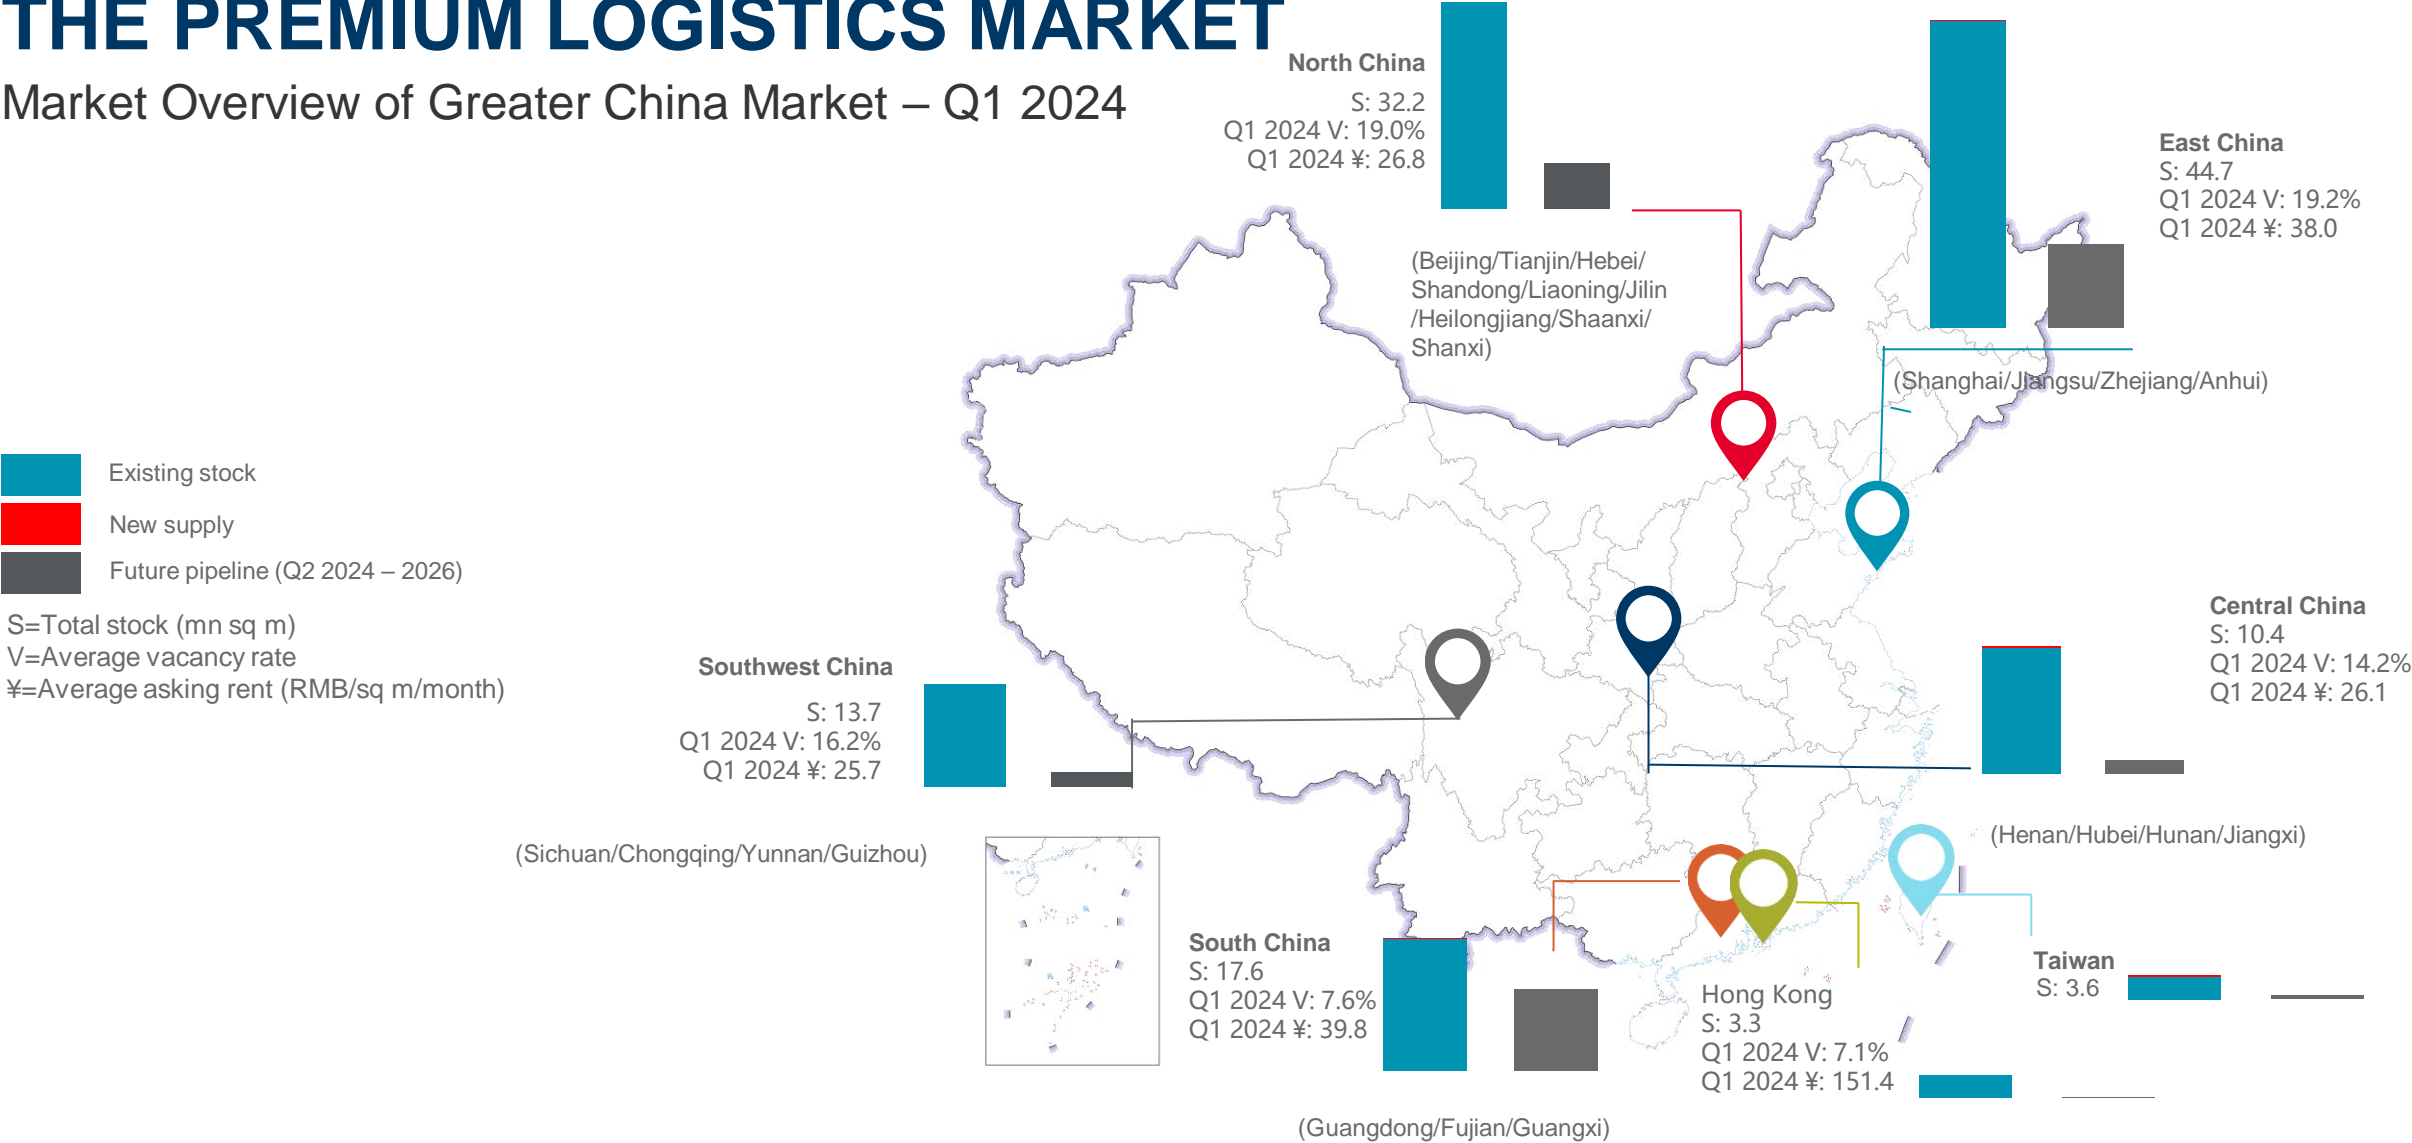 THE PREMIUM LOGISTICS MARKET
Market Overview of Greater China Market – Q1 2024
North China
S: 32.2
Q1 2024 V: 19.0%
Q1 2024 ¥: 26.8
(Beijing/Tianjin/Hebei/
Shandong/Liaoning/Jilin
/Heilongjiang/Shaanxi/
Shanxi)
East China
S: 44.7
Q1 2024 V: 19.2%
Q1 2024 ¥: 38.0
(Shanghai/Jiangsu/Zhejiang/Anhui)
Existing stock
New supply
Future pipeline (Q2 2024 – 2026)
S=Total stock (mn sq m)
V=Average vacancy rate
¥=Average asking rent (RMB/sq m/month)
Southwest China
S: 13.7
Q1 2024 V: 16.2%
Q1 2024 ¥: 25.7
(Sichuan/Chongqing/Yunnan/Guizhou)
Central China
S: 10.4
Q1 2024 V: 14.2%
Q1 2024 ¥: 26.1
(Henan/Hubei/Hunan/Jiangxi)
South China
S: 17.6
Q1 2024 V: 7.6%
Q1 2024 ¥: 39.8
(Guangdong/Fujian/Guangxi)
Hong Kong
S: 3.3
Q1 2024 V: 7.1%
Q1 2024 ¥: 151.4
Taiwan
S: 3.6